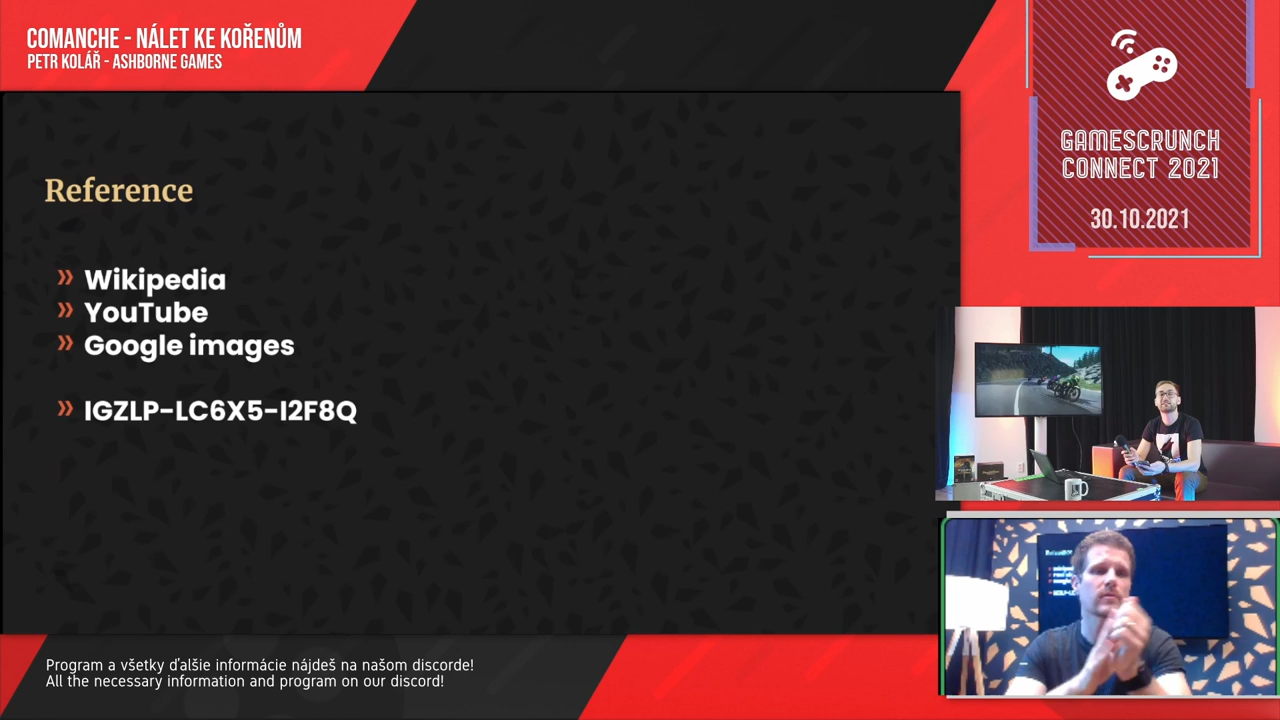 COMANCHE - NÁLET KE KOŘENŮM
PETR KOLÁŘ - ASHBORNE GAMES
GAMESCRUNCH
CONNECT 2021
30.10.2021
Reference
» Wikipedia
» YouTube
» Google images
» IGZLP-LC6X5-I2F8Q
Program a všetky ďalšie informácie nájdeš na našom discorde!
All the necessary information and program on our discord!